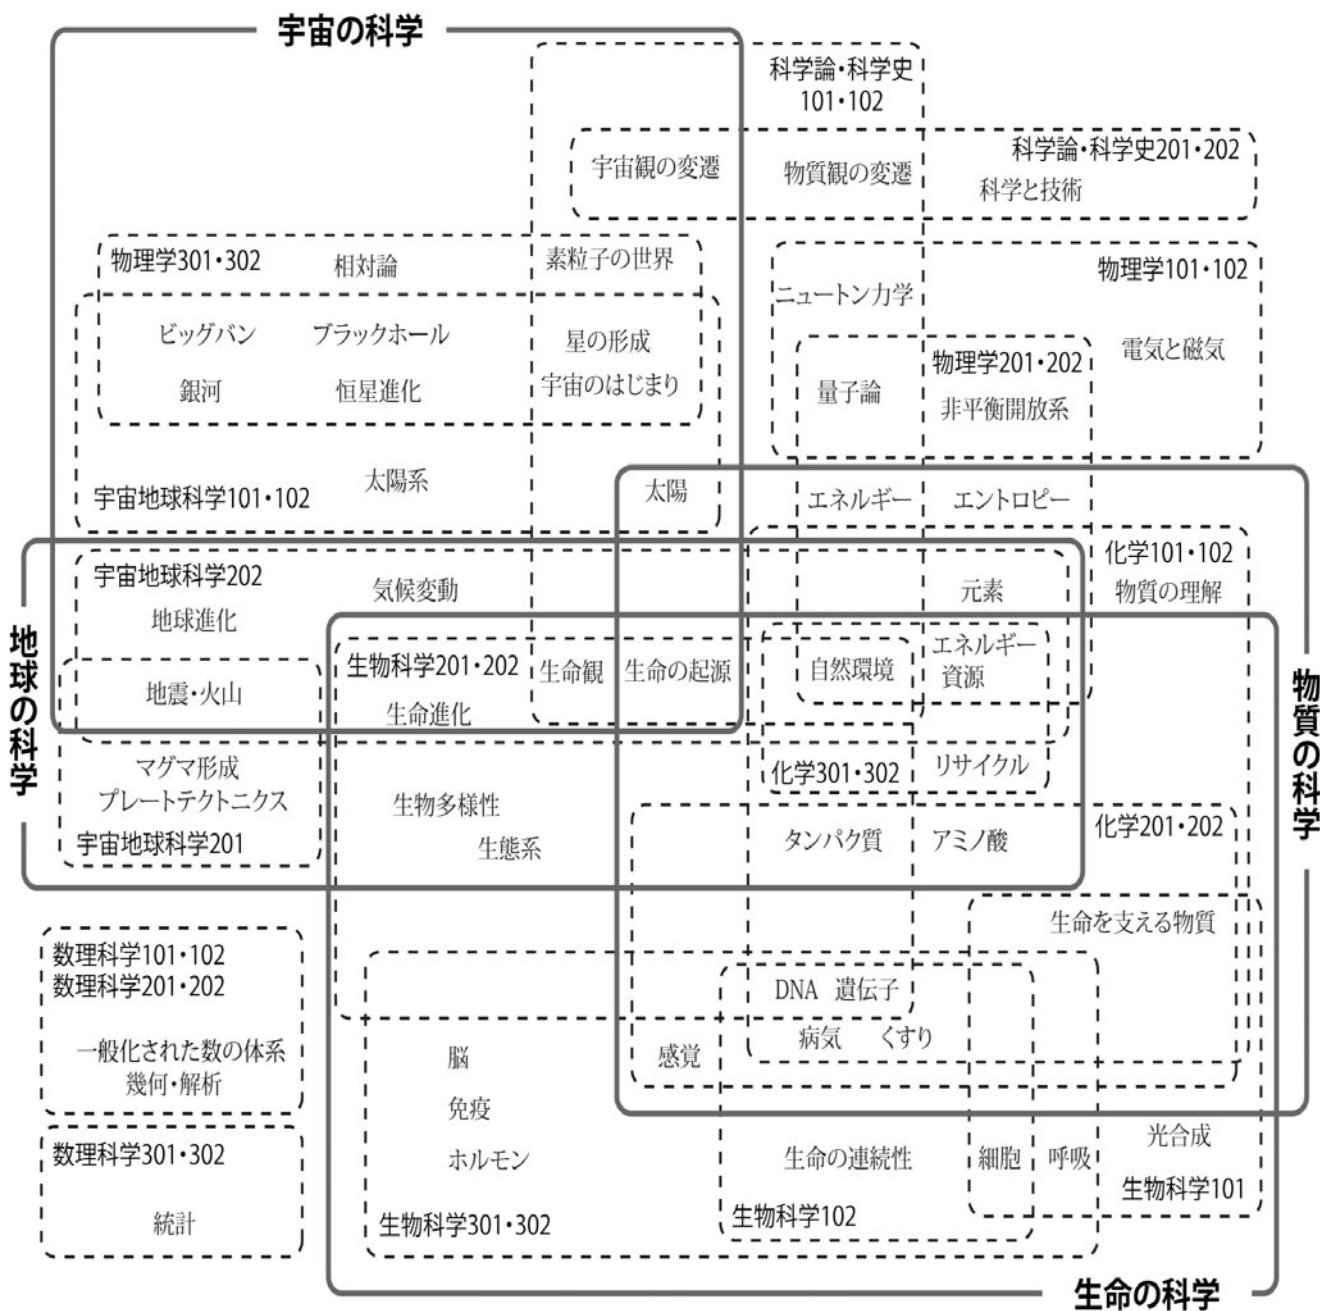 宇宙の科学
科学論・科学史
101・102
科学論・科学史201・202
宇宙観の変遷
物質観の変遷
科学と技術
物理学301・302
相対論
素粒子の世界
物理学101・102
ニュートン力学
ビッグバン
ブラックホール
星の形成
電気と磁気
物理学201・202
銀河
恒星進化
宇宙のはじまり
量子論
非平衡開放系
太陽系
宇宙地球科学101・102
太陽
エネルギー
エントロピー
化学101・102
宇宙地球科学202
気候変動
元素
物質の理解
地球進化
地球の科学
生物科学201・202
生命観
生命の起源
自然環境
エネルギー
資源
地震・火山
生命進化
物質の科学
マグマ形成
プレートテクトニクス
宇宙地球科学201
化学301・302
リサイクル
生物多様性
生態系
タンパク質
アミノ酸
化学201・202
生命を支える物質
数理科学101・102
数理科学201・202
一般化された数の体系
幾何・解析
DNA 遺伝子
病気
くすり
脳
感覚
免疫
ホルモン
数理科学301・302
統計
生命の連続性
細胞
呼吸
光合成
生物科学101
生物科学301・302
生物科学102
生命の科学